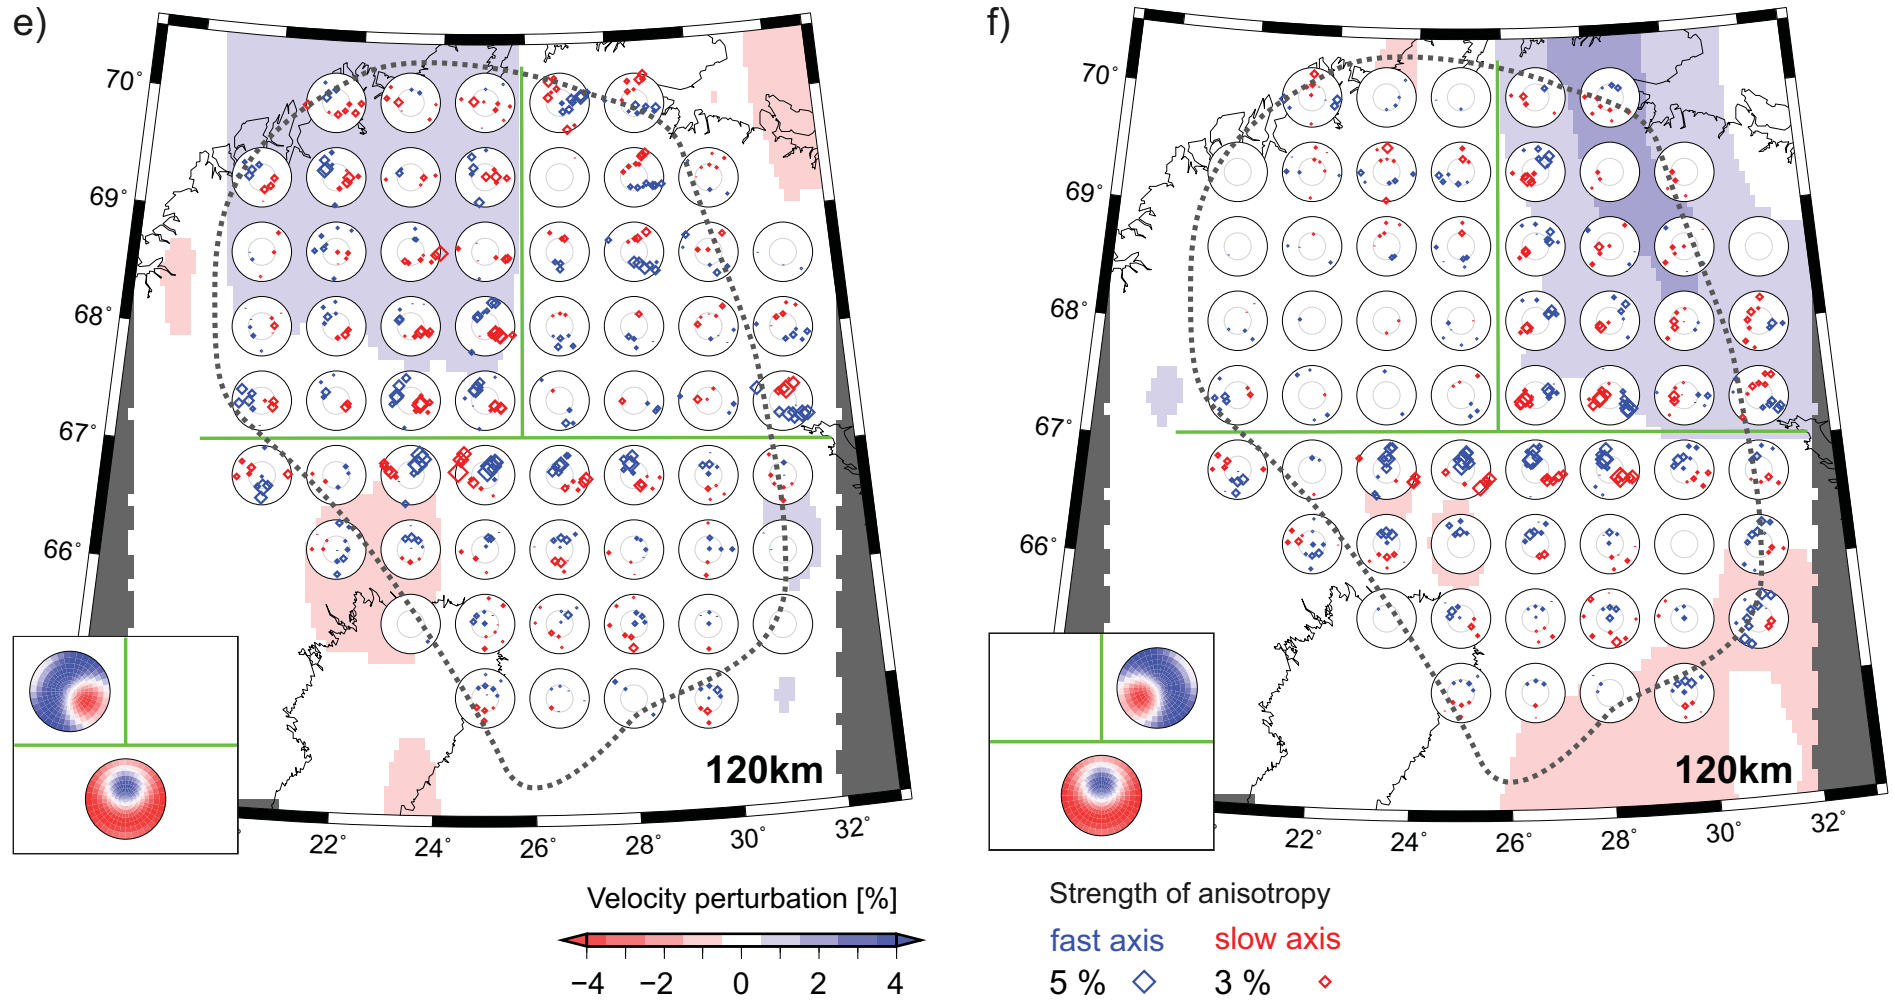 e)
f)
70°
69°
68°
67°
66°
70°
69°
68°
67°
66°
120km
120km
22°
24°
26°
28°
30°
32°
22°
24°
26°
28°
30°
32°
Velocity perturbation [%]
−4 −2 0 2 4
Strength of anisotropy
fast axis slow axis
5 % 3 %